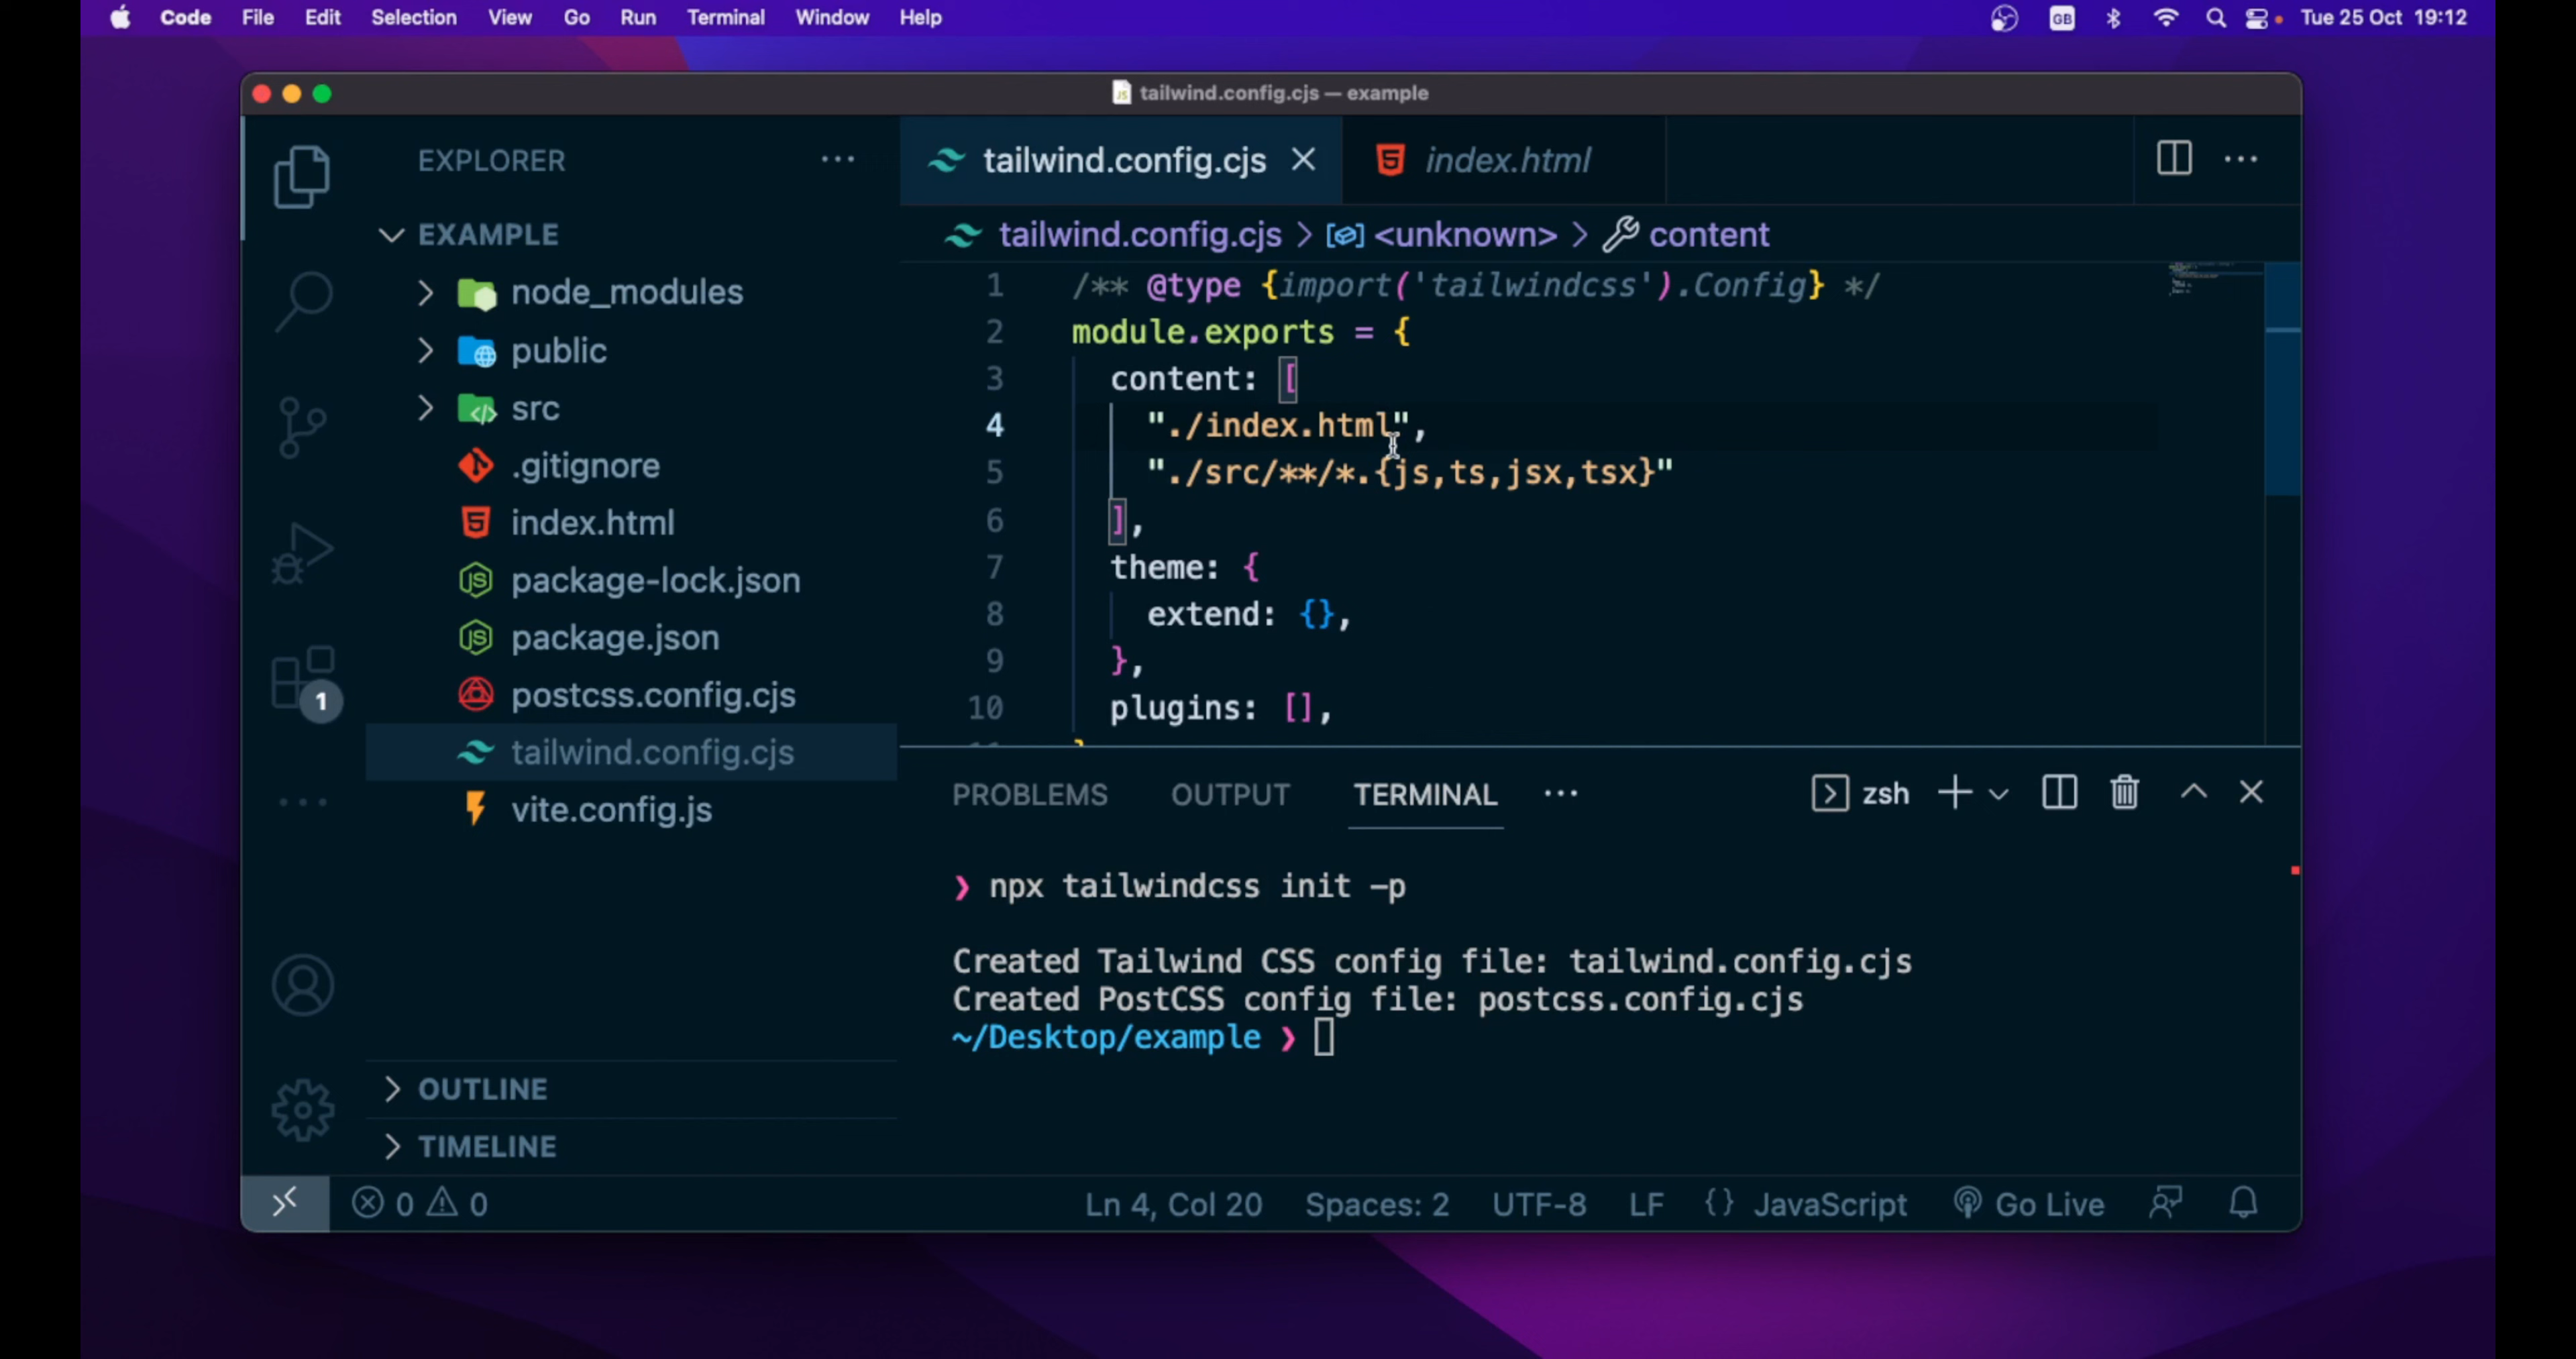 Code File Edit Selection View Go Run Terminal Window Help GB Tue 25 Oct 19:12
JS tailwind.config.cjs — example
EXPLORER ···
EXAMPLE
node_modules
public
src
.gitignore
index.html
package-lock.json
package.json
postcss.config.cjs
tailwind.config.cjs
vite.config.js
1
OUTLINE
TIMELINE
tailwind.config.cjs index.html ···
tailwind.config.cjs > <unknown> > content
1 /** @type {import('tailwindcss').Config} */
2 module.exports = {
3 content: [
4 "./index.html",
5 "./src/**/*.{js,ts,jsx,tsx}"
6 ],
7 theme: {
8 extend: {},
9 },
10 plugins: [],
PROBLEMS OUTPUT TERMINAL ··· zsh
❯ npx tailwindcss init -p
Created Tailwind CSS config file: tailwind.config.cjs
Created PostCSS config file: postcss.config.cjs
~/Desktop/example ❯
0 0 Ln 4, Col 20 Spaces: 2 UTF-8 LF {} JavaScript Go Live